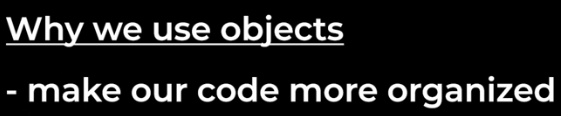 Why we use objects
- make our code more organized